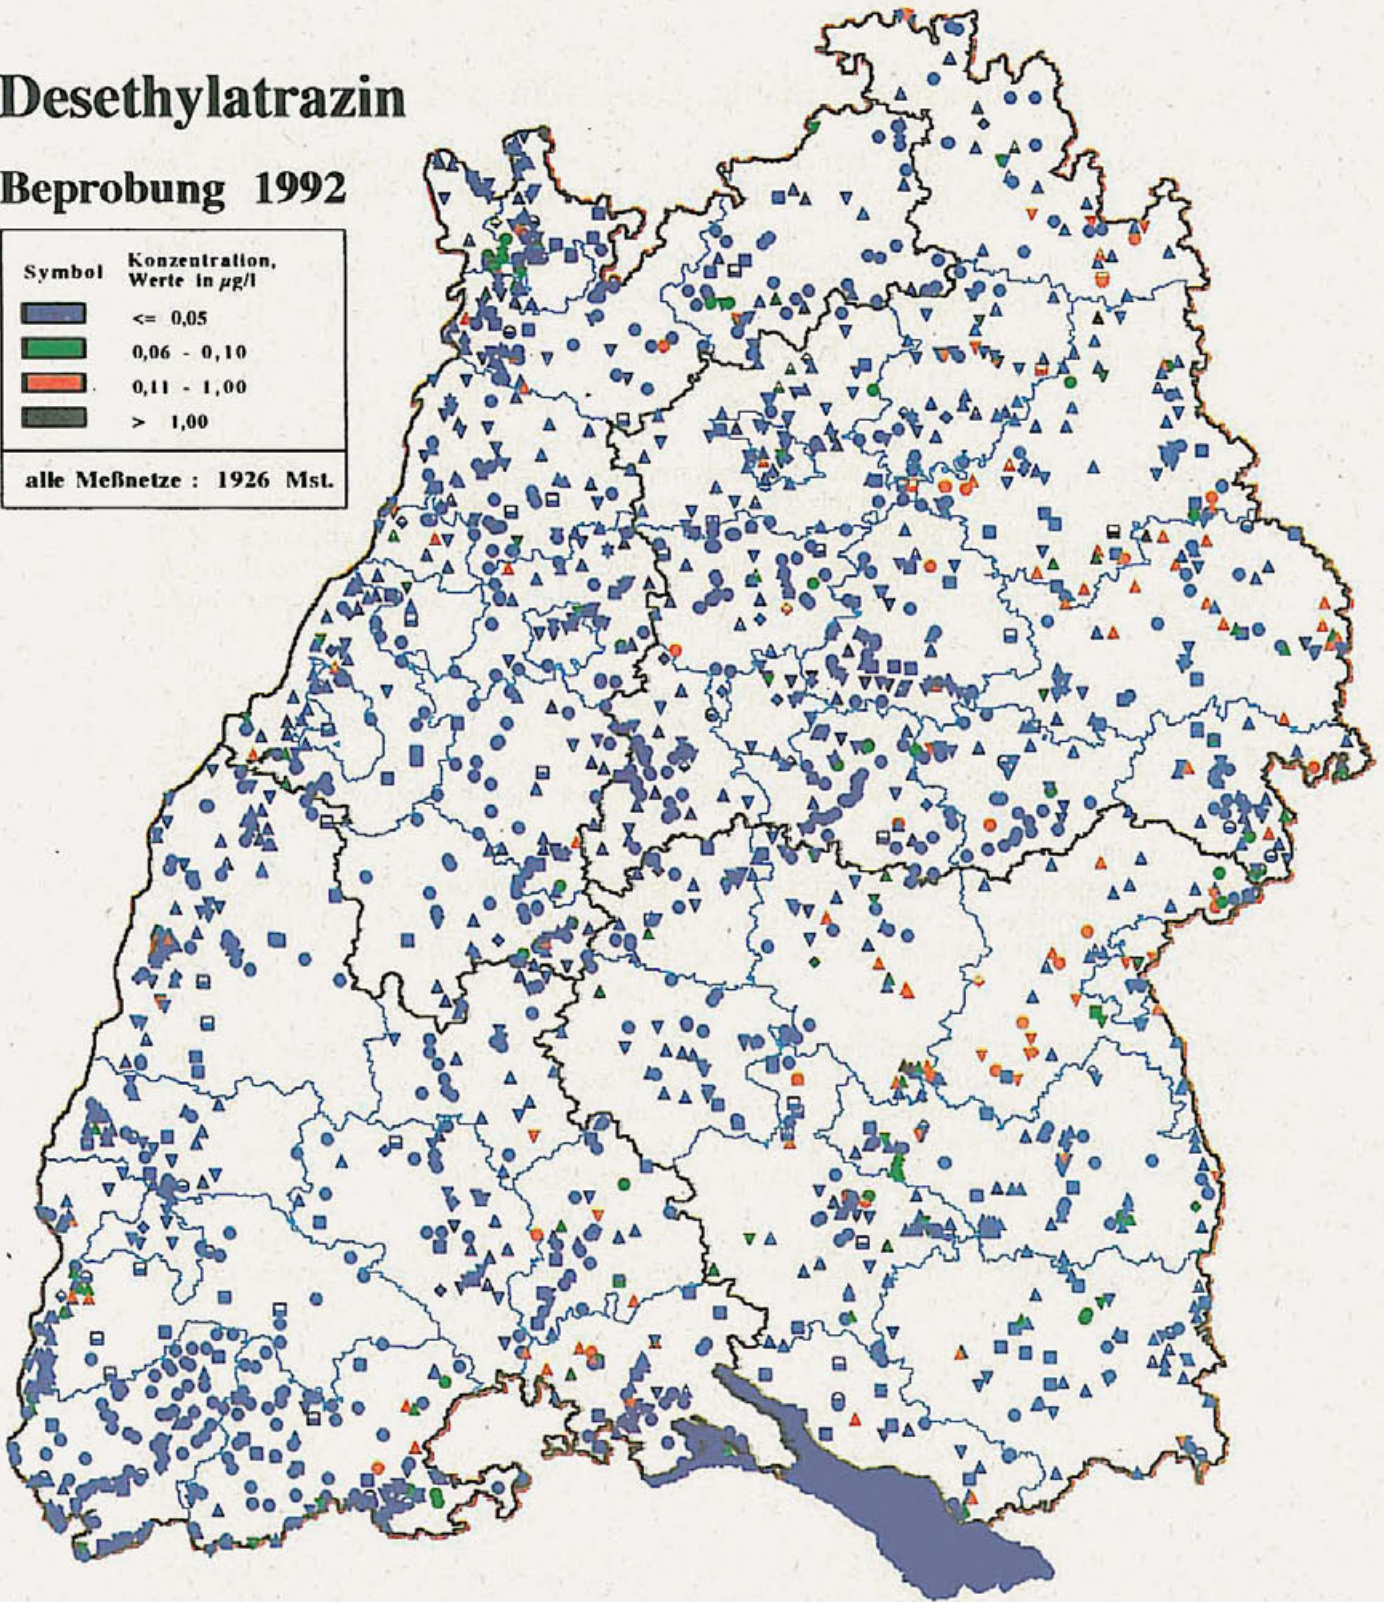 Desethylatrazin
Beprobung 1992
Symbol Konzentration,
Werte in µg/l
<= 0,05
0,06 - 0,10
0,11 - 1,00
> 1,00
alle Meßnetze : 1926 Mst.